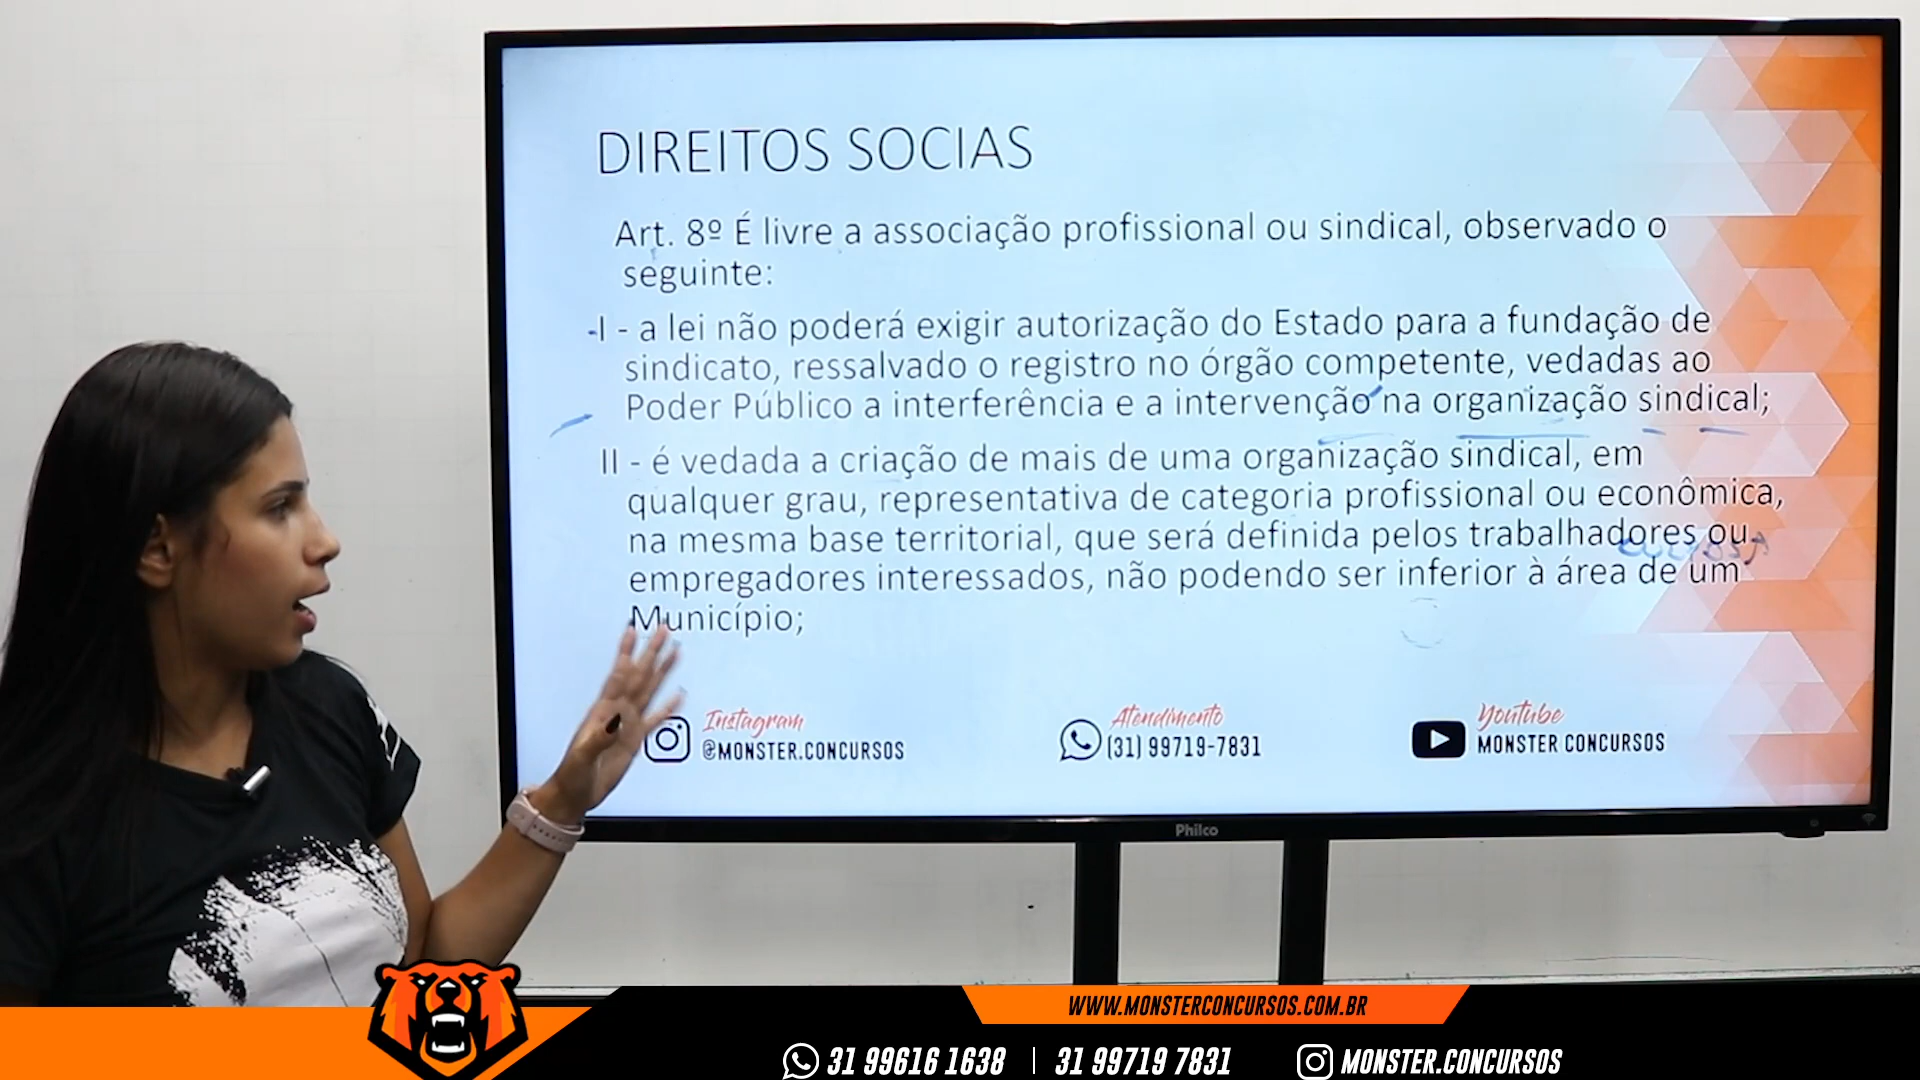 DIREITOS SOCIAS
Art. 8º É livre a associação profissional ou sindical, observado o
seguinte:
I - a lei não poderá exigir autorização do Estado para a fundação de
sindicato, ressalvado o registro no órgão competente, vedadas ao
Poder Público a interferência e a intervenção na organização sindical;
II - é vedada a criação de mais de uma organização sindical, em
qualquer grau, representativa de categoria profissional ou econômica,
na mesma base territorial, que será definida pelos trabalhadores ou
empregadores interessados, não podendo ser inferior à área de um
Município;
Instagram
@MONSTER.CONCURSOS
Atendimento
(31) 99719-7831
Youtube
MONSTER CONCURSOS
Philco
WWW.MONSTERCONCURSOS.COM.BR
31 99616 1638 | 31 99719 7831
MONSTER.CONCURSOS